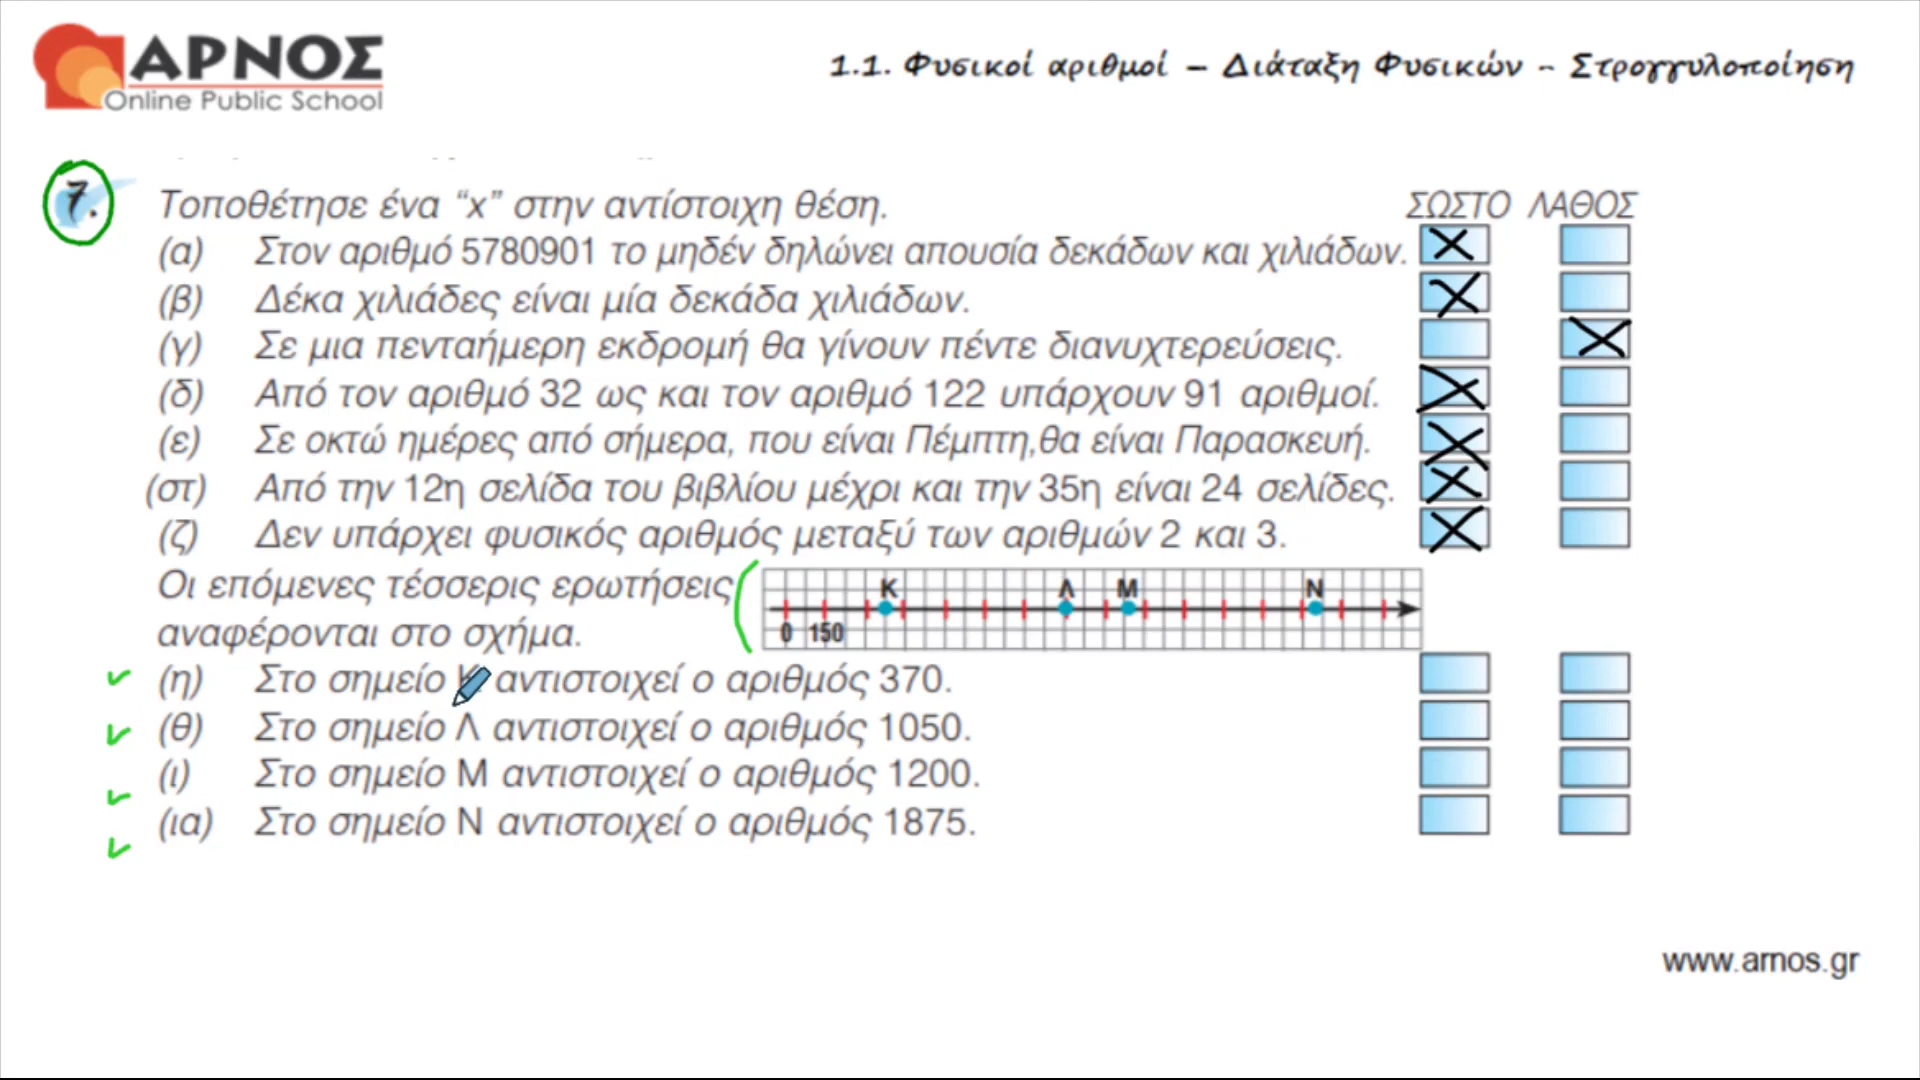 ΑΡΝΟΣ
Online Public School
1.1. Φυσικοί αριθμοί – Διάταξη Φυσικών - Στρογγυλοποίηση
7. Τοποθέτησε ένα “x” στην αντίστοιχη θέση. ΣΩΣΤΟ ΛΑΘΟΣ
(α) Στον αριθμό 5780901 το μηδέν δηλώνει απουσία δεκάδων και χιλιάδων.
(β) Δέκα χιλιάδες είναι μία δεκάδα χιλιάδων.
(γ) Σε μια πενταήμερη εκδρομή θα γίνουν πέντε διανυχτερεύσεις.
(δ) Από τον αριθμό 32 ως και τον αριθμό 122 υπάρχουν 91 αριθμοί.
(ε) Σε οκτώ ημέρες από σήμερα, που είναι Πέμπτη,θα είναι Παρασκευή.
(στ) Από την 12η σελίδα του βιβλίου μέχρι και την 35η είναι 24 σελίδες.
(ζ) Δεν υπάρχει φυσικός αριθμός μεταξύ των αριθμών 2 και 3.
Οι επόμενες τέσσερις ερωτήσεις
αναφέρονται στο σχήμα.
Κ Λ Μ Ν
0 150
(η) Στο σημείο Κ αντιστοιχεί ο αριθμός 370.
(θ) Στο σημείο Λ αντιστοιχεί ο αριθμός 1050.
(ι) Στο σημείο Μ αντιστοιχεί ο αριθμός 1200.
(ια) Στο σημείο Ν αντιστοιχεί ο αριθμός 1875.
www.arnos.gr